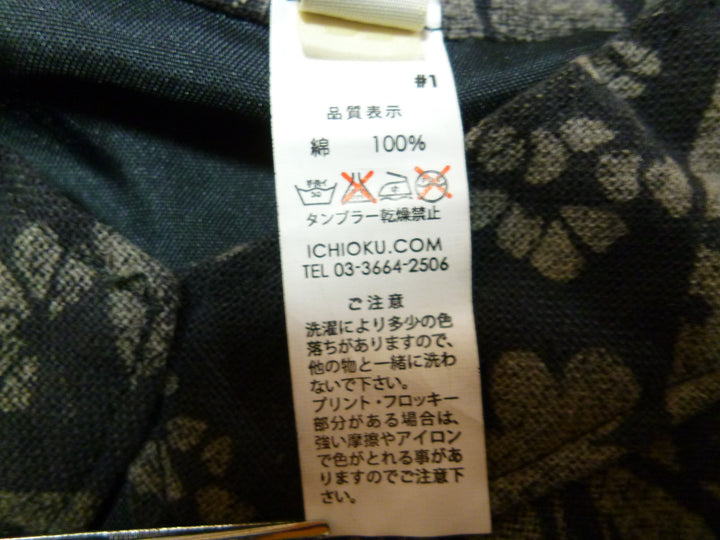 #1
品質表示
綿 100%
手洗イ 30
タンブラー乾燥禁止
ICHIOKU.COM
TEL 03-3664-2506
ご注意
洗濯により多少の色
落ちがありますので、
他の物と一緒に洗わ
ないで下さい。
プリント・フロッキー
部分がある場合は、
強い摩擦やアイロン
で色がとれる事があ
りますのでご注意下
さい。